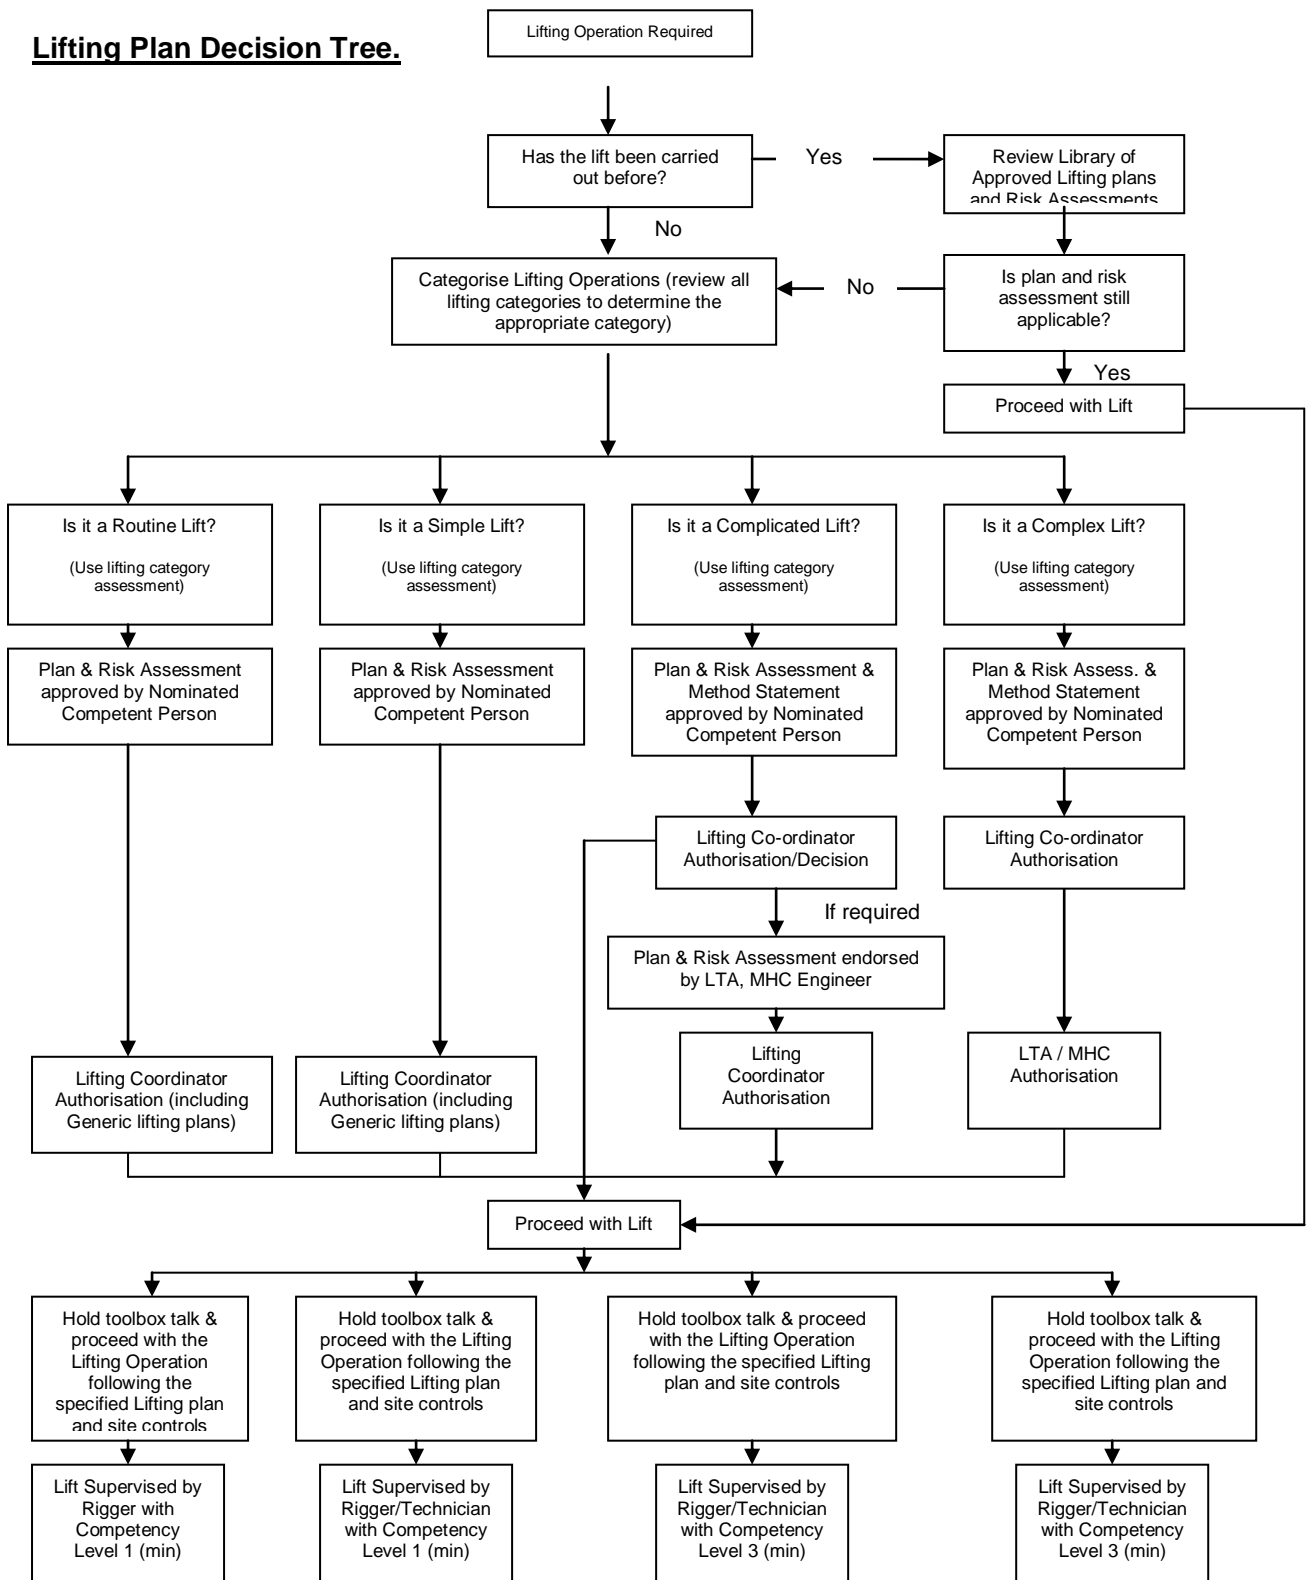 Lifting Plan Decision Tree.
Lifting Operation Required
Has the lift been carried
out before?
Yes
Review Library of
Approved Lifting plans
and Risk Assessments
No
Categorise Lifting Operations (review all
lifting categories to determine the
appropriate category)
No
Is plan and risk
assessment still
applicable?
Yes
Proceed with Lift
Is it a Routine Lift?
(Use lifting category
assessment)
Is it a Simple Lift?
(Use lifting category
assessment)
Is it a Complicated Lift?
(Use lifting category
assessment)
Is it a Complex Lift?
(Use lifting category
assessment)
Plan & Risk Assessment
approved by Nominated
Competent Person
Plan & Risk Assessment
approved by Nominated
Competent Person
Plan & Risk Assessment &
Method Statement
approved by Nominated
Competent Person
Plan & Risk Assess. &
Method Statement
approved by Nominated
Competent Person
Lifting Co-ordinator
Authorisation/Decision
Lifting Co-ordinator
Authorisation
If required
Plan & Risk Assessment endorsed
by LTA, MHC Engineer
Lifting Coordinator
Authorisation (including
Generic lifting plans)
Lifting Coordinator
Authorisation (including
Generic lifting plans)
Lifting
Coordinator
Authorisation
LTA / MHC
Authorisation
Proceed with Lift
Hold toolbox talk &
proceed with the
Lifting Operation
following the
specified Lifting plan
and site controls
Hold toolbox talk &
proceed with the Lifting
Operation following the
specified Lifting plan
and site controls
Hold toolbox talk & proceed
with the Lifting Operation
following the specified Lifting
plan and site controls
Hold toolbox talk &
proceed with the Lifting
Operation following the
specified Lifting plan and
site controls
Lift Supervised by
Rigger with
Competency
Level 1 (min)
Lift Supervised by
Rigger/Technician
with Competency
Level 1 (min)
Lift Supervised by
Rigger/Technician
with Competency
Level 3 (min)
Lift Supervised by
Rigger/Technician
with Competency
Level 3 (min)